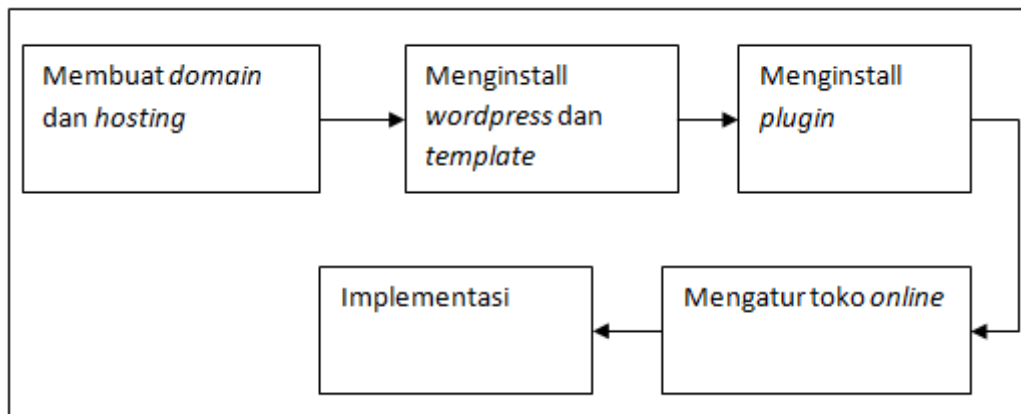 Membuat domain
dan hosting
Menginstall
wordpress dan
template
Menginstall
plugin
Mengatur toko online
Implementasi